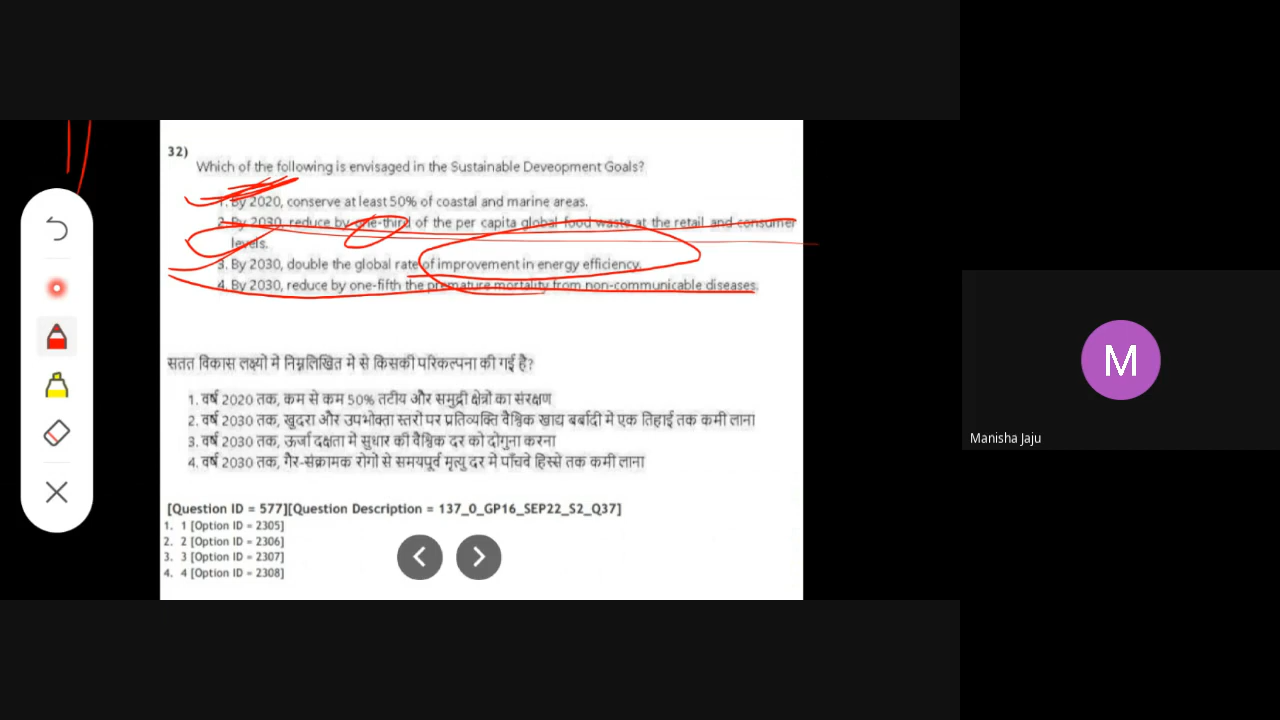 32)
Which of the following is envisaged in the Sustainable Deveopment Goals?
1. By 2020, conserve at least 50% of coastal and marine areas.
2. By 2030, reduce by one-third of the per capita global food waste at the retail and consumer
levels.
3. By 2030, double the global rate of improvement in energy efficiency.
4. By 2030, reduce by one-fifth the premature mortality from non-communicable diseases.
सतत विकास लक्ष्यों में निम्नलिखित में से किसकी परिकल्पना की गई है?
1. वर्ष 2020 तक, कम से कम 50% तटीय और समुद्री क्षेत्रों का संरक्षण
2. वर्ष 2030 तक, खुदरा और उपभोक्ता स्तरों पर प्रतिव्यक्ति वैश्विक खाद्य बर्बादी में एक तिहाई तक कमी लाना
3. वर्ष 2030 तक, ऊर्जा दक्षता में सुधार की वैश्विक दर को दोगुना करना
4. वर्ष 2030 तक, गैर-संक्रामक रोगों से समयपूर्व मृत्यु दर में पाँचवे हिस्से तक कमी लाना
[Question ID = 577][Question Description = 137_0_GP16_SEP22_S2_Q37]
1. 1 [Option ID = 2305]
2. 2 [Option ID = 2306]
3. 3 [Option ID = 2307]
4. 4 [Option ID = 2308]
M
Manisha Jaju